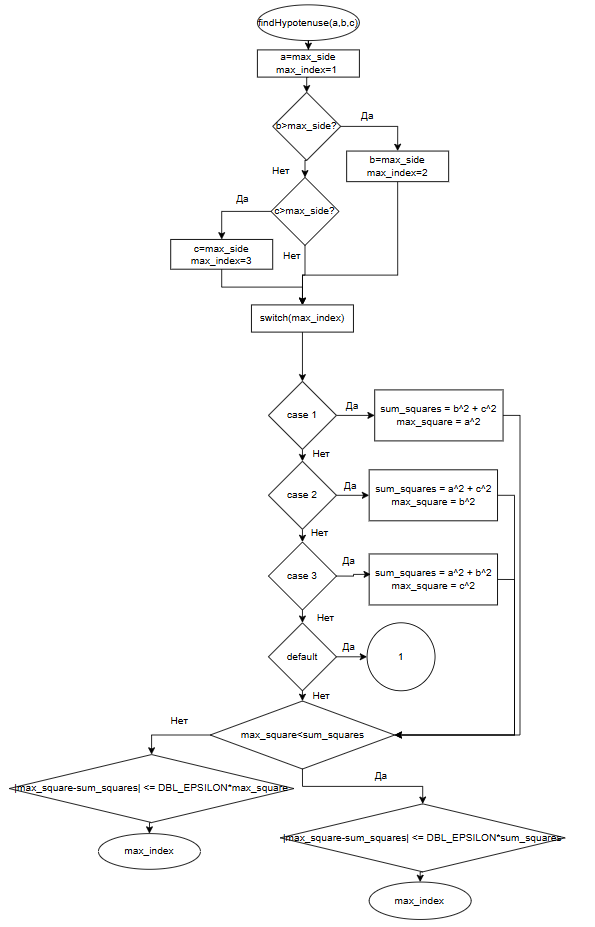 findHypotenuse(a,b,c)
a=max_side
max_index=1
b>max_side?
Да
b=max_side
max_index=2
Нет
c>max_side?
Да
c=max_side
max_index=3
Нет
switch(max_index)
case 1
Да
sum_squares = b^2 + c^2
max_square = a^2
Нет
case 2
Да
sum_squares = a^2 + c^2
max_square = b^2
Нет
case 3
Да
sum_squares = a^2 + b^2
max_square = c^2
Нет
default
Да
1
Нет
max_square<sum_squares
Нет
Да
|max_square-sum_squares| <= DBL_EPSILON*max_square
max_index
|max_square-sum_squares| <= DBL_EPSILON*sum_squares
max_index